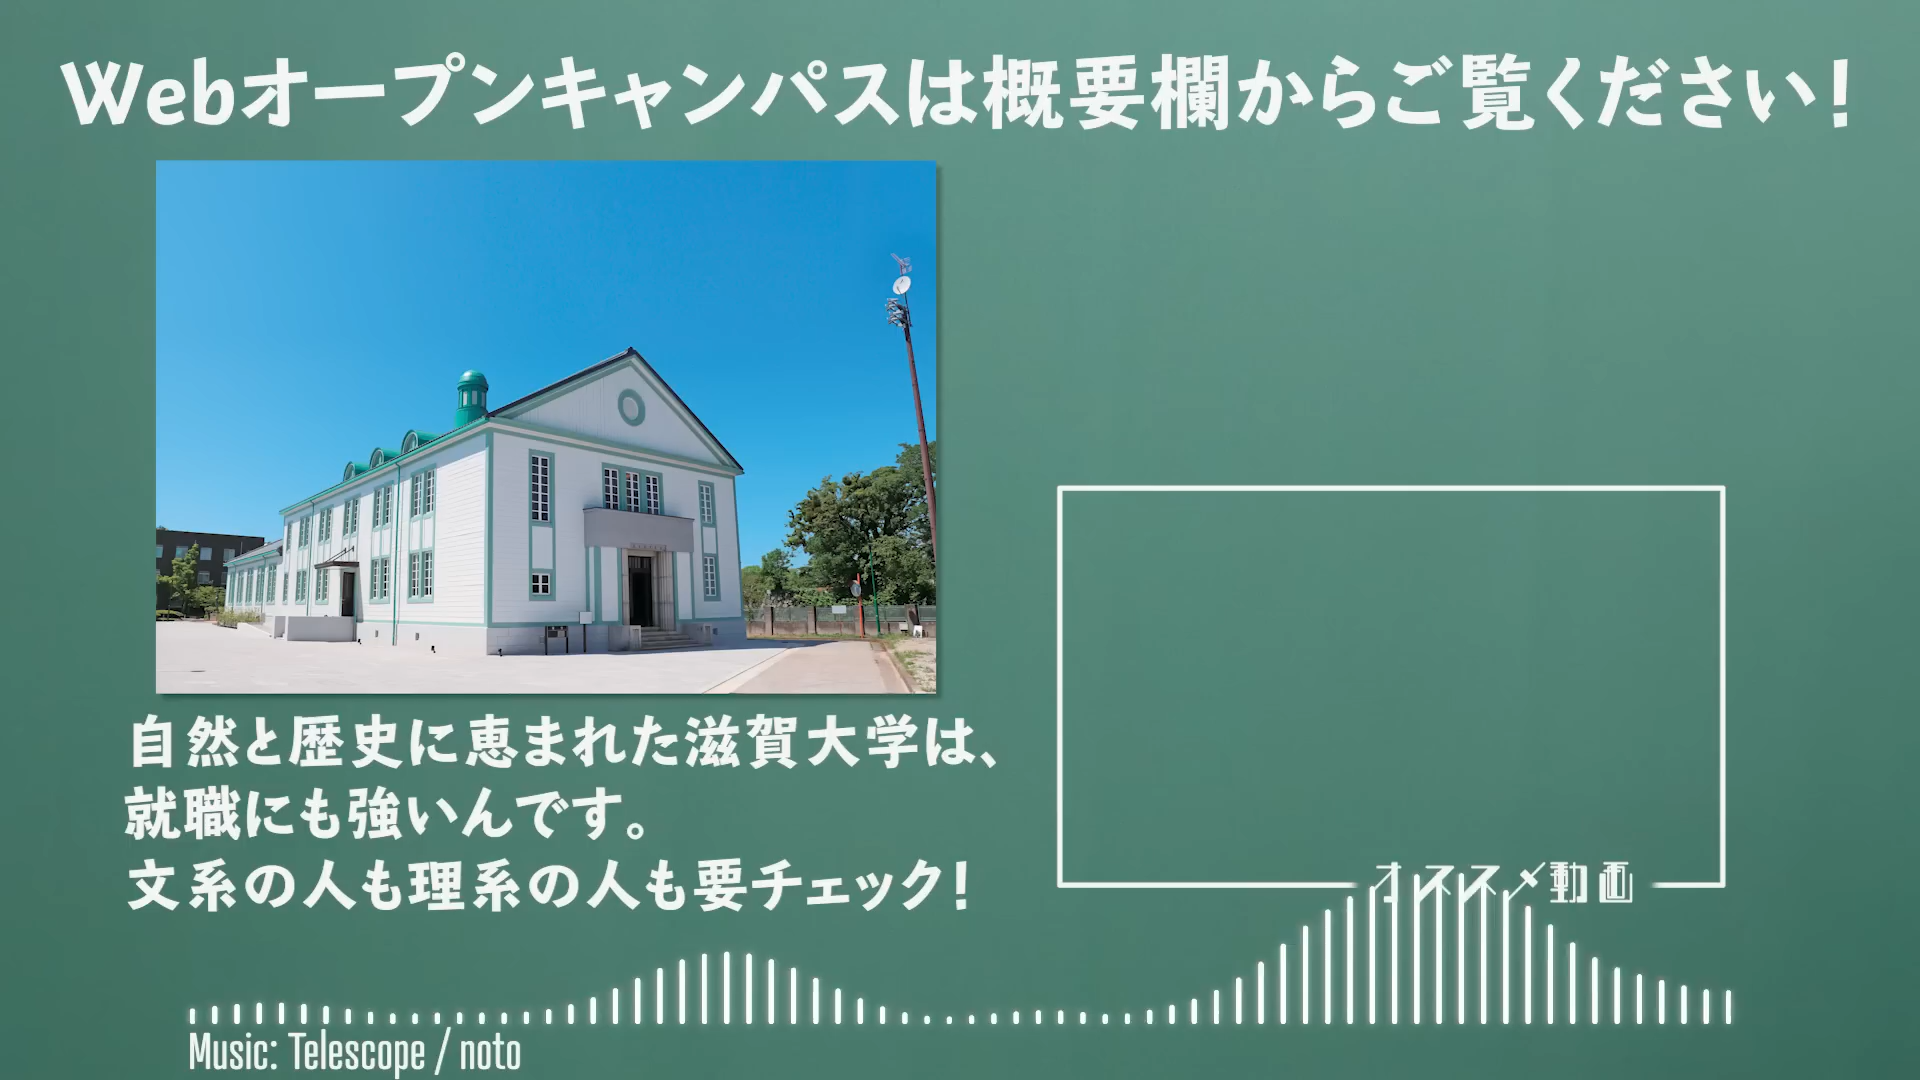 Webオープンキャンパスは概要欄からご覧ください！
自然と歴史に恵まれた滋賀大学は、
就職にも強いんです。
文系の人も理系の人も要チェック！
オススメ動画
Music: Telescope / noto